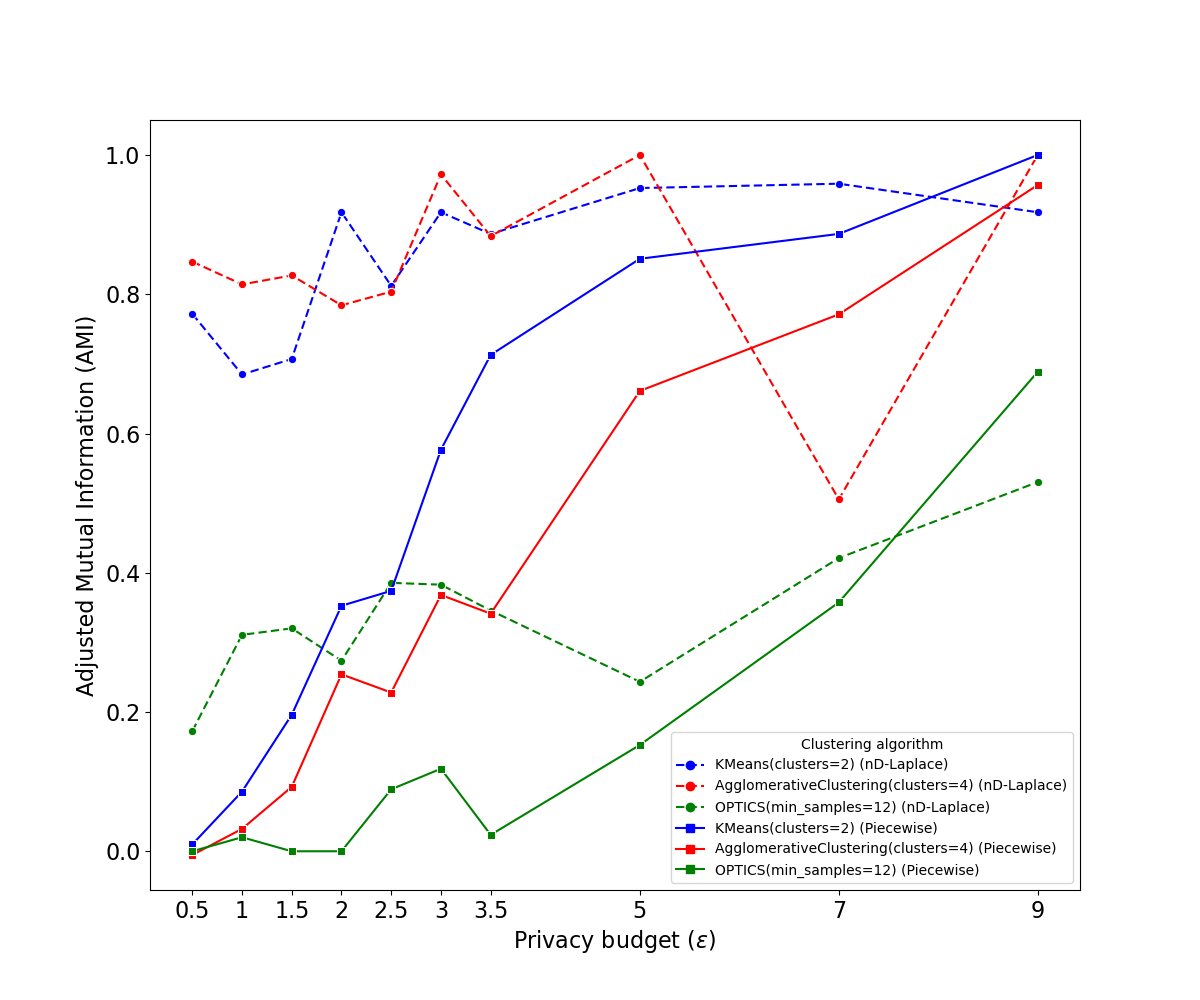 1.0
0.8
0.6
0.4
0.2
0.0
Adjusted Mutual Information (AMI)
0.5 1 1.5 2 2.5 3 3.5 5 7 9
Privacy budget (ε)
Clustering algorithm
KMeans(clusters=2) (nD-Laplace)
AgglomerativeClustering(clusters=4) (nD-Laplace)
OPTICS(min_samples=12) (nD-Laplace)
KMeans(clusters=2) (Piecewise)
AgglomerativeClustering(clusters=4) (Piecewise)
OPTICS(min_samples=12) (Piecewise)